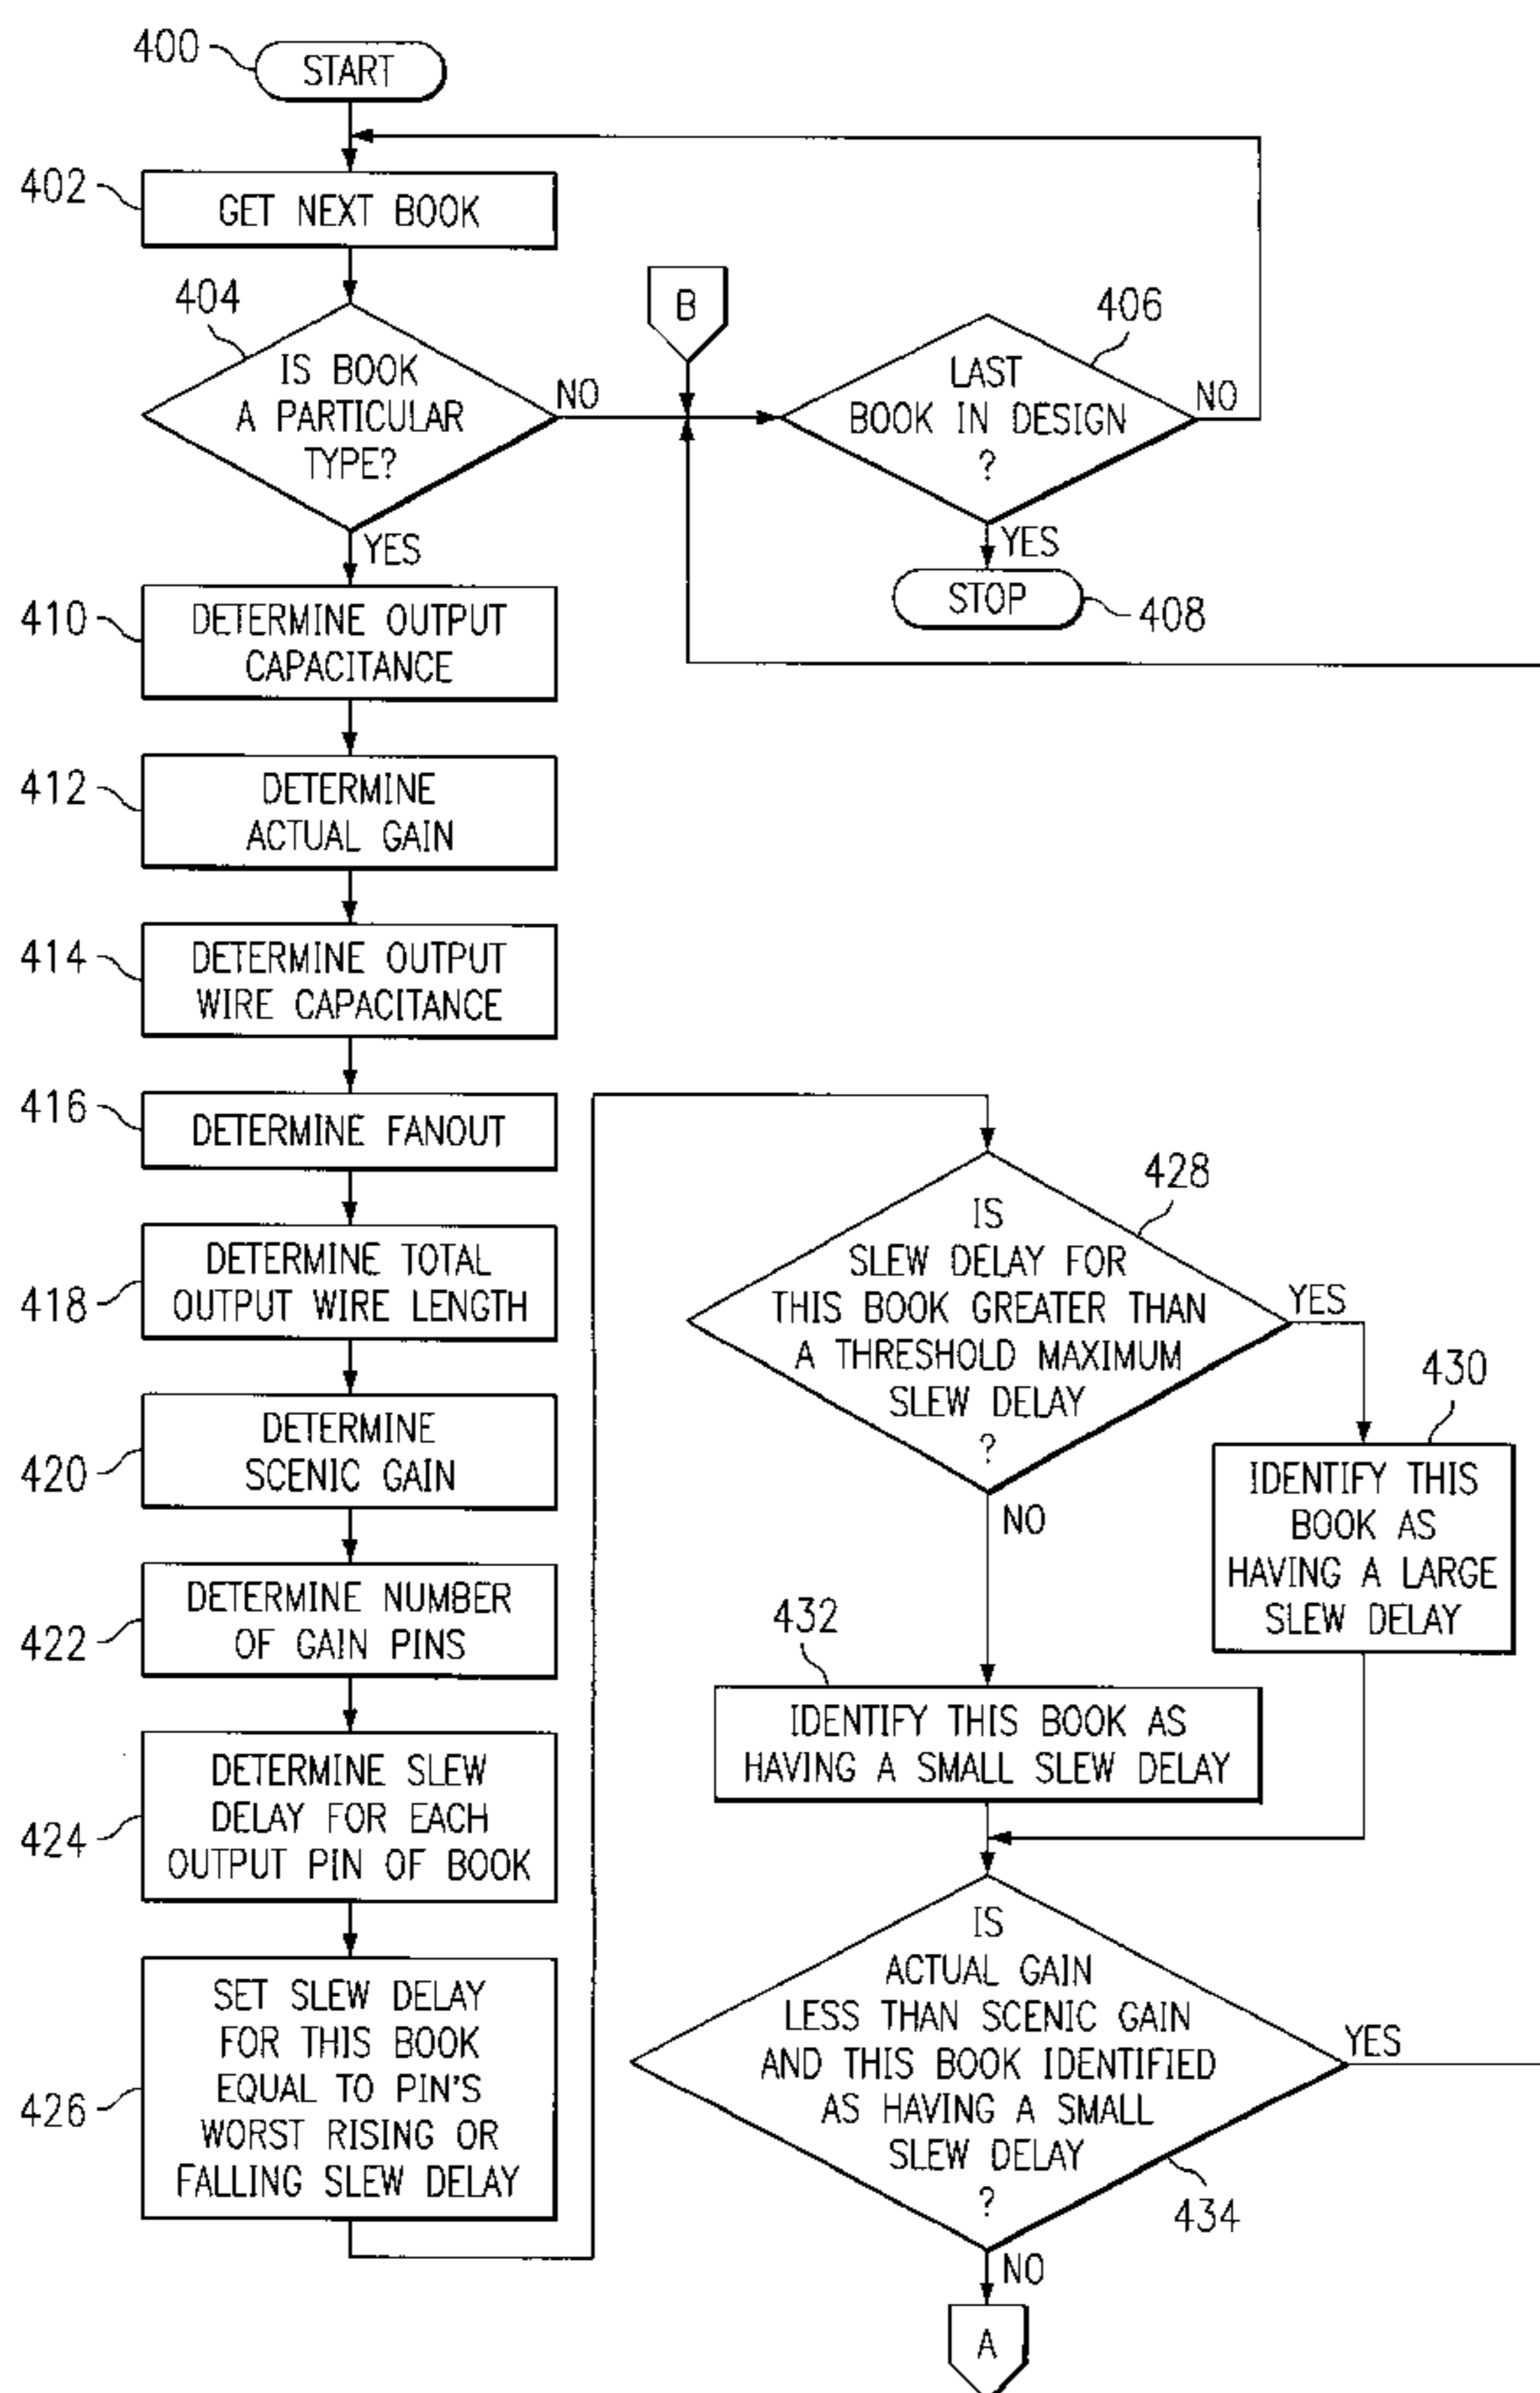 400
START
402
GET NEXT BOOK
404
IS BOOK
A PARTICULAR
TYPE?
NO
YES
B
406
LAST
BOOK IN DESIGN
?
NO
YES
STOP
408
410
DETERMINE OUTPUT
CAPACITANCE
412
DETERMINE
ACTUAL GAIN
414
DETERMINE OUTPUT
WIRE CAPACITANCE
416
DETERMINE FANOUT
418
DETERMINE TOTAL
OUTPUT WIRE LENGTH
420
DETERMINE
SCENIC GAIN
422
DETERMINE NUMBER
OF GAIN PINS
424
DETERMINE SLEW
DELAY FOR EACH
OUTPUT PIN OF BOOK
426
SET SLEW DELAY
FOR THIS BOOK
EQUAL TO PIN'S
WORST RISING OR
FALLING SLEW DELAY
428
IS
SLEW DELAY FOR
THIS BOOK GREATER THAN
A THRESHOLD MAXIMUM
SLEW DELAY
?
YES
NO
430
IDENTIFY THIS
BOOK AS
HAVING A LARGE
SLEW DELAY
432
IDENTIFY THIS BOOK AS
HAVING A SMALL SLEW DELAY
IS
ACTUAL GAIN
LESS THAN SCENIC GAIN
AND THIS BOOK IDENTIFIED
AS HAVING A SMALL
SLEW DELAY
?
YES
434
NO
A